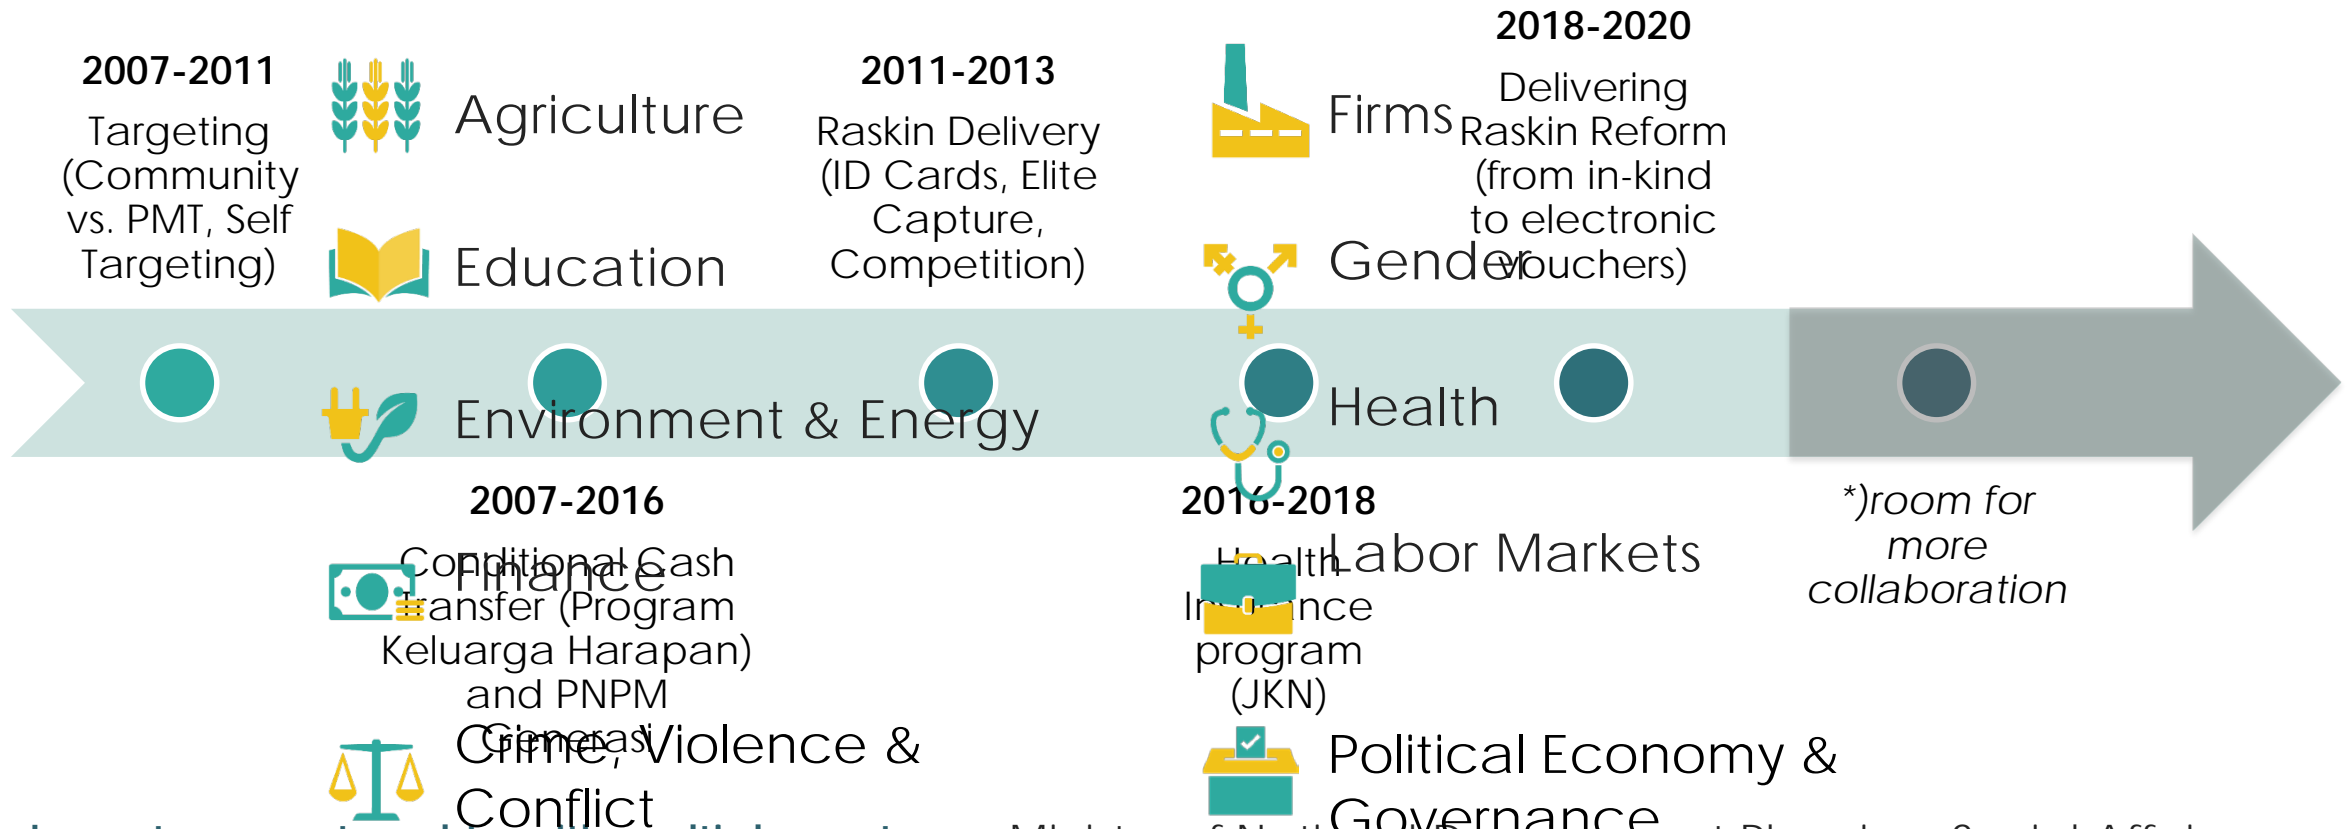 2007-2011
Targeting
(Community
vs. PMT, Self
Targeting)
Agriculture
Education
Environment & Energy
Finance
Crime, Violence &
Conflict
2007-2016
Conditional Cash
Transfer (Program
Keluarga Harapan)
and PNPM
Generasi
2011-2013
Raskin Delivery
(ID Cards, Elite
Capture,
Competition)
Firms
Gender
Health
Labor Markets
Political Economy &
Governance
2016-2018
Health
Insurance
program
(JKN)
2018-2020
Delivering
Raskin Reform
(from in-kind
to electronic
vouchers)
*)room for
more
collaboration